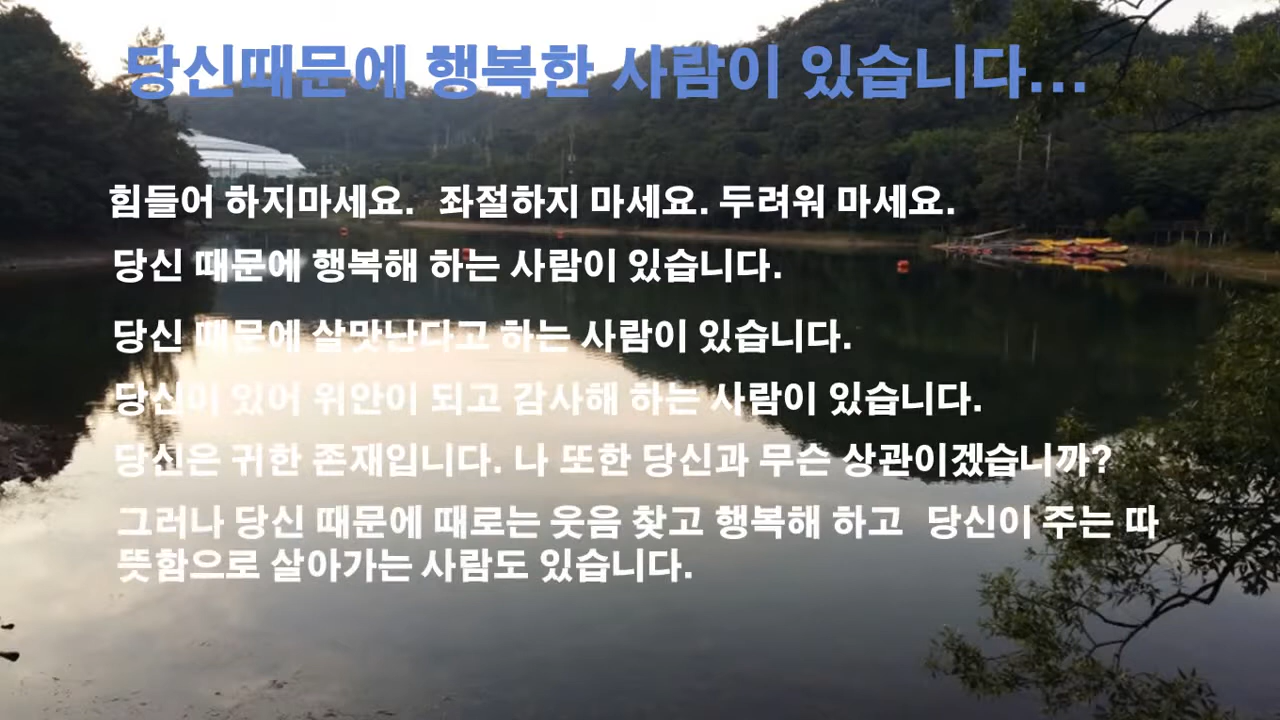 당신때문에 행복한 사람이 있습니다...
힘들어 하지마세요. 좌절하지 마세요. 두려워 마세요.
당신 때문에 행복해 하는 사람이 있습니다.
당신 때문에 살맛난다고 하는 사람이 있습니다.
당신이 있어 위안이 되고 감사해 하는 사람이 있습니다.
당신은 귀한 존재입니다. 나 또한 당신과 무슨 상관이겠습니까?
그러나 당신 때문에 때로는 웃음 찾고 행복해 하고 당신이 주는 따
뜻함으로 살아가는 사람도 있습니다.